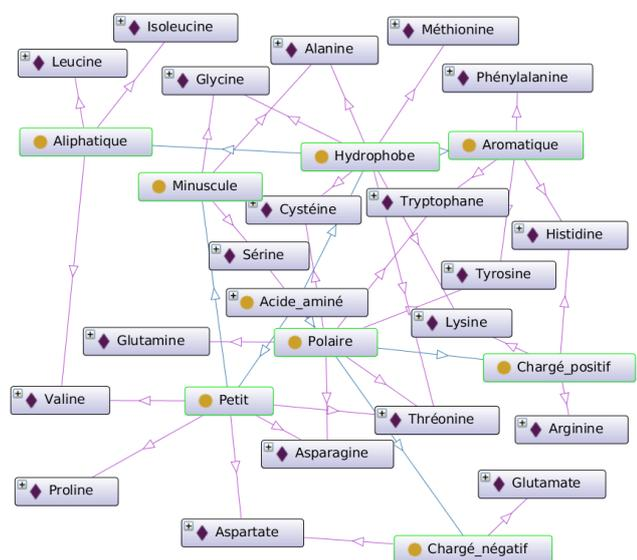 Isoleucine
Méthionine
Leucine
Alanine
Glycine
Phénylalanine
Aliphatique
Hydrophobe
Aromatique
Minuscule
Cystéine
Tryptophane
Histidine
Sérine
Tyrosine
Acide_aminé
Glutamine
Polaire
Lysine
Chargé_positif
Valine
Petit
Thréonine
Arginine
Asparagine
Proline
Glutamate
Aspartate
Chargé_négatif